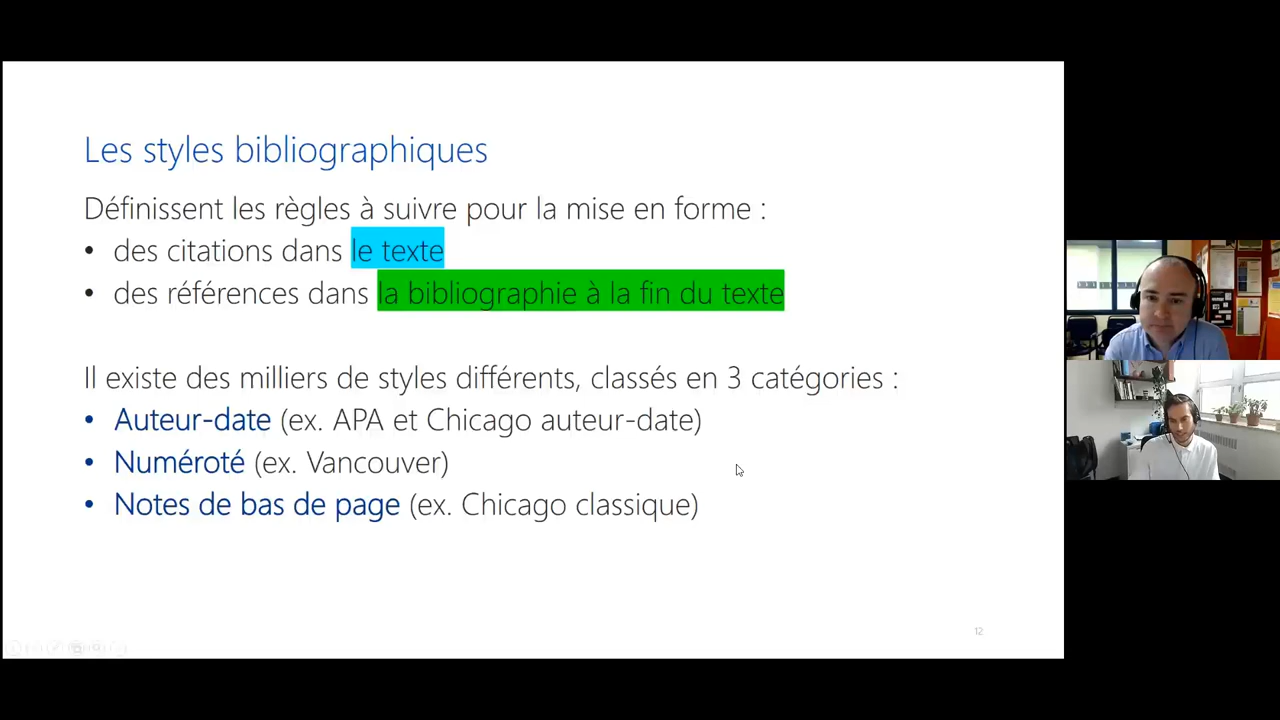 Les styles bibliographiques
Définissent les règles à suivre pour la mise en forme :
• des citations dans le texte
• des références dans la bibliographie à la fin du texte
Il existe des milliers de styles différents, classés en 3 catégories :
• Auteur-date (ex. APA et Chicago auteur-date)
• Numéroté (ex. Vancouver)
• Notes de bas de page (ex. Chicago classique)
12